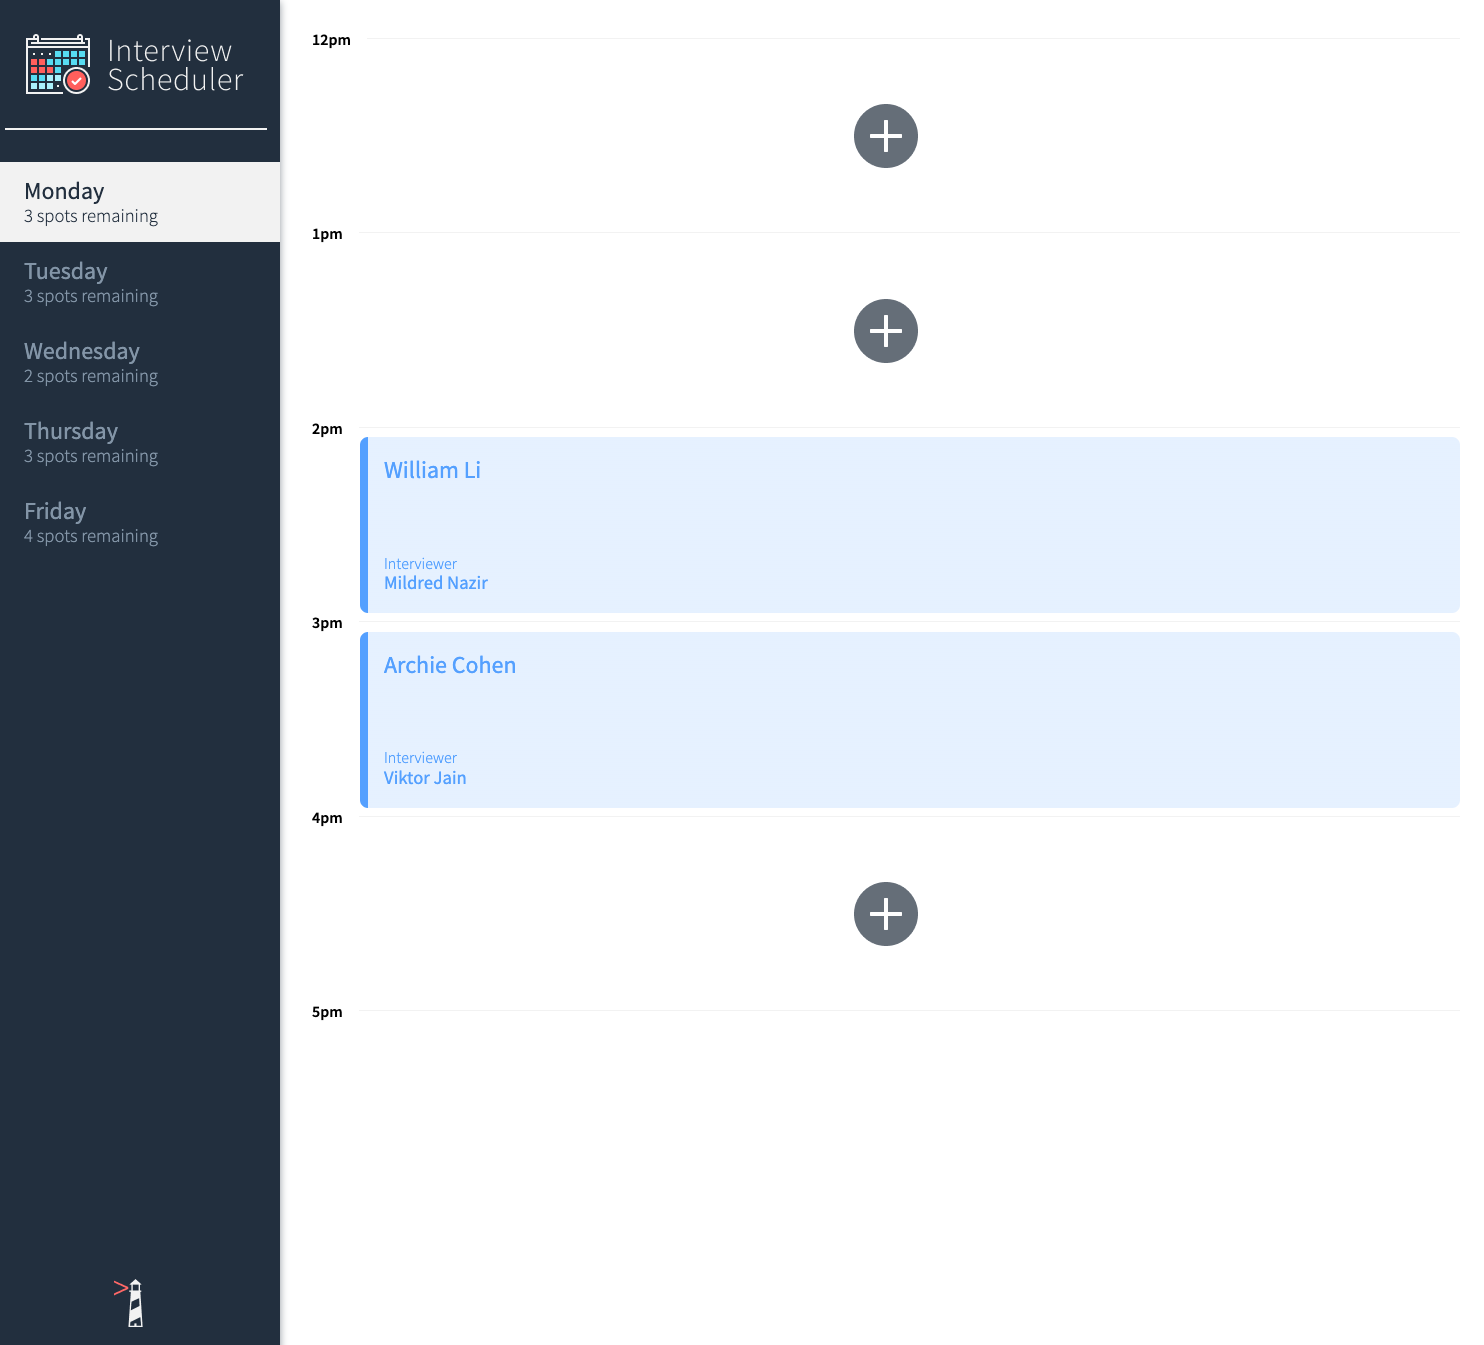 Interview
Scheduler
Monday
3 spots remaining
Tuesday
3 spots remaining
Wednesday
2 spots remaining
Thursday
3 spots remaining
Friday
4 spots remaining
12pm
1pm
2pm
William Li
Interviewer
Mildred Nazir
3pm
Archie Cohen
Interviewer
Viktor Jain
4pm
5pm